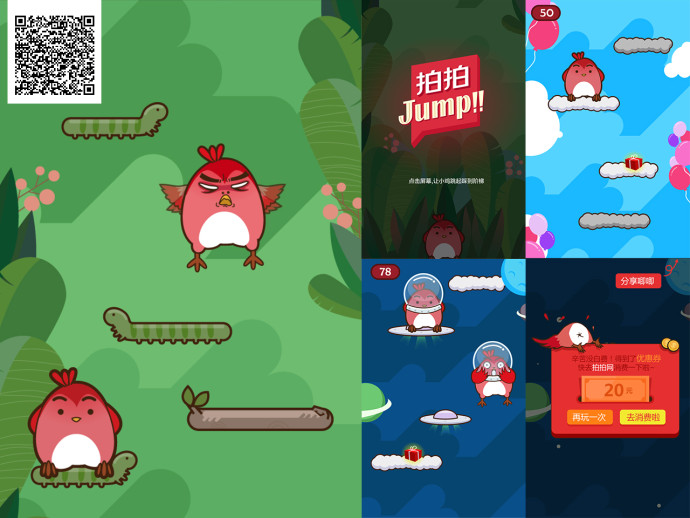 拍拍
Jump!!
点击屏幕,让小鸡跳起踩到阶梯
50
78
分享唧唧
辛苦没白费!得到了优惠券
快去拍拍网消费一下啦~
20元
再玩一次
去消费啦